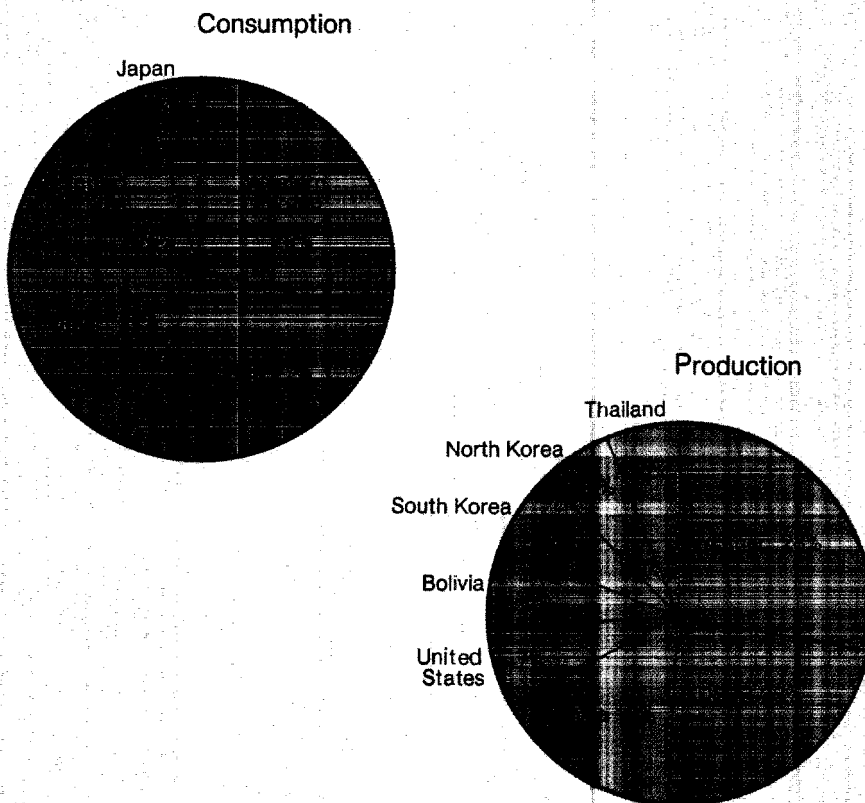 Consumption
Japan
Production
Thailand
North Korea
South Korea
Bolivia
United
States